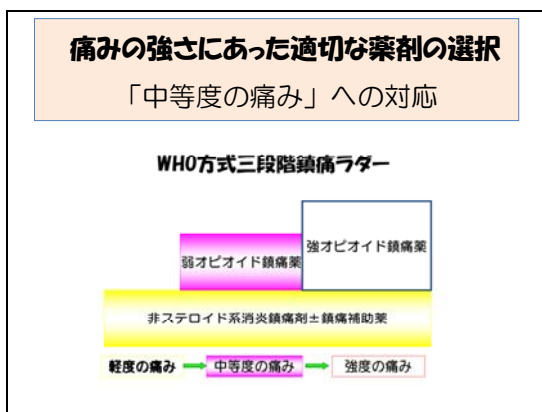 痛みの強さにあった適切な薬剤の選択
「中等度の痛み」への対応
WHO方式三段階鎮痛ラダー
強オピオイド鎮痛薬
弱オピオイド鎮痛薬
非ステロイド系消炎鎮痛剤±鎮痛補助薬
軽度の痛み
中等度の痛み
強度の痛み